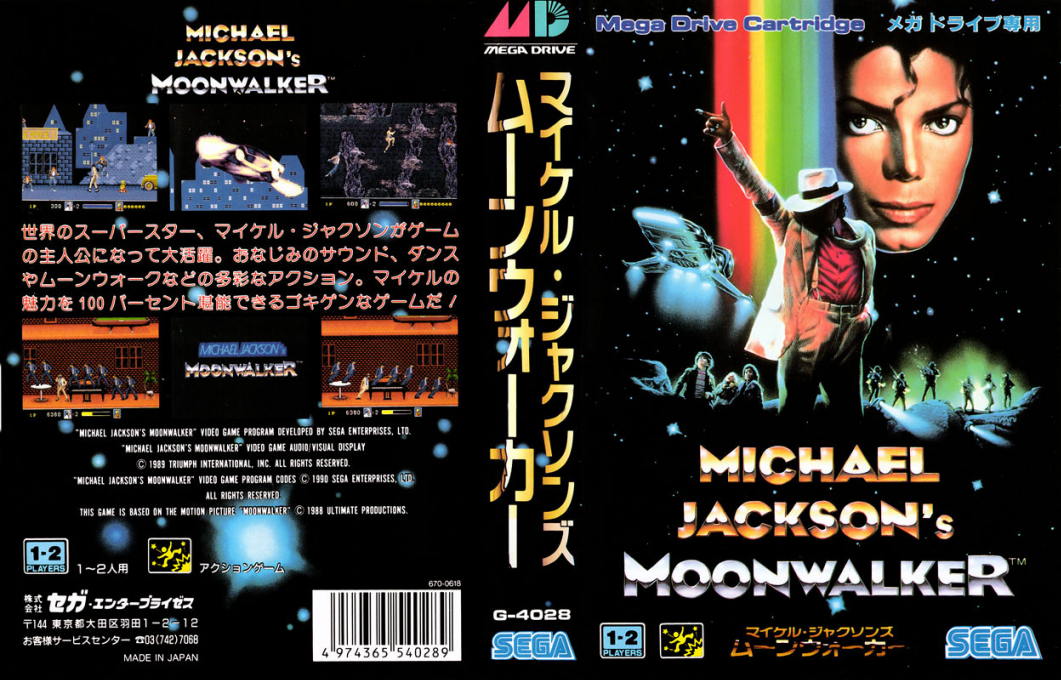 MICHAEL
JACKSON's
MOONWALKER™
世界のスーパースター、マイケル・ジャクソンがゲーム
の主人公になって大活躍。おなじみのサウンド、ダンス
やムーンウォークなどの多彩なアクション。マイケルの
魅力を100パーセント堪能できるゴキゲンなゲームだ!
MICHAEL JACKSON's
MOONWALKER
"MICHAEL JACKSON'S MOONWALKER" VIDEO GAME PROGRAM DEVELOPED BY SEGA ENTERPRISES, LTD.
"MICHAEL JACKSON'S MOONWALKER" VIDEO GAME AUDIO/VISUAL DISPLAY
© 1989 TRIUMPH INTERNATIONAL, INC. ALL RIGHTS RESERVED.
"MICHAEL JACKSON'S MOONWALKER" VIDEO GAME PROGRAM CODES © 1990 SEGA ENTERPRISES, LTD.
ALL RIGHTS RESERVED.
THIS GAME IS BASED ON THE MOTION PICTURE "MOONWALKER" © 1988 ULTIMATE PRODUCTIONS.
1-2
PLAYERS
1〜2人用
アクションゲーム
670-0618
株式会社 セガ・エンタープライゼス
〒144 東京都大田区羽田1-2-12
お客様サービスセンター ☎03(742)7068
MADE IN JAPAN
4 974365 540289
MD
MEGA DRIVE
マイケル・ジャクソンズ
ムーンウォーカー
G-4028
SEGA
Mega Drive Cartridge
メガドライブ専用
MICHAEL
JACKSON's
MOONWALKER™
1-2
PLAYERS
マイケル・ジャクソンズ
ムーンウォーカー
SEGA